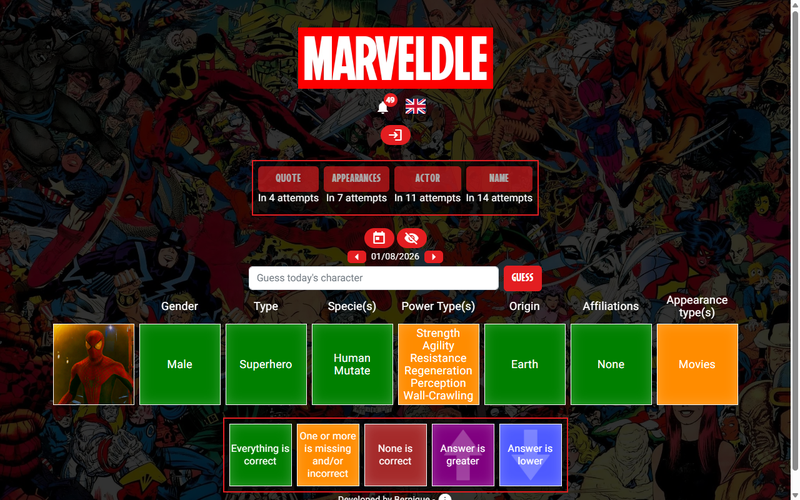 MARVELDLE
49
QUOTE APPEARANCES ACTOR NAME
In 4 attempts In 7 attempts In 11 attempts In 14 attempts
01/08/2026
Guess today's character GUESS
Gender Type Specie(s) Power Type(s) Origin Affiliations Appearance type(s)
Male
Superhero
Human
Mutate
Strength
Agility
Resistance
Regeneration
Perception
Wall-Crawling
Earth
None
Movies
Everything is
correct
One or more
is missing
and/or
incorrect
None is
correct
Answer is
greater
Answer is
lower
Developed by Bernique -